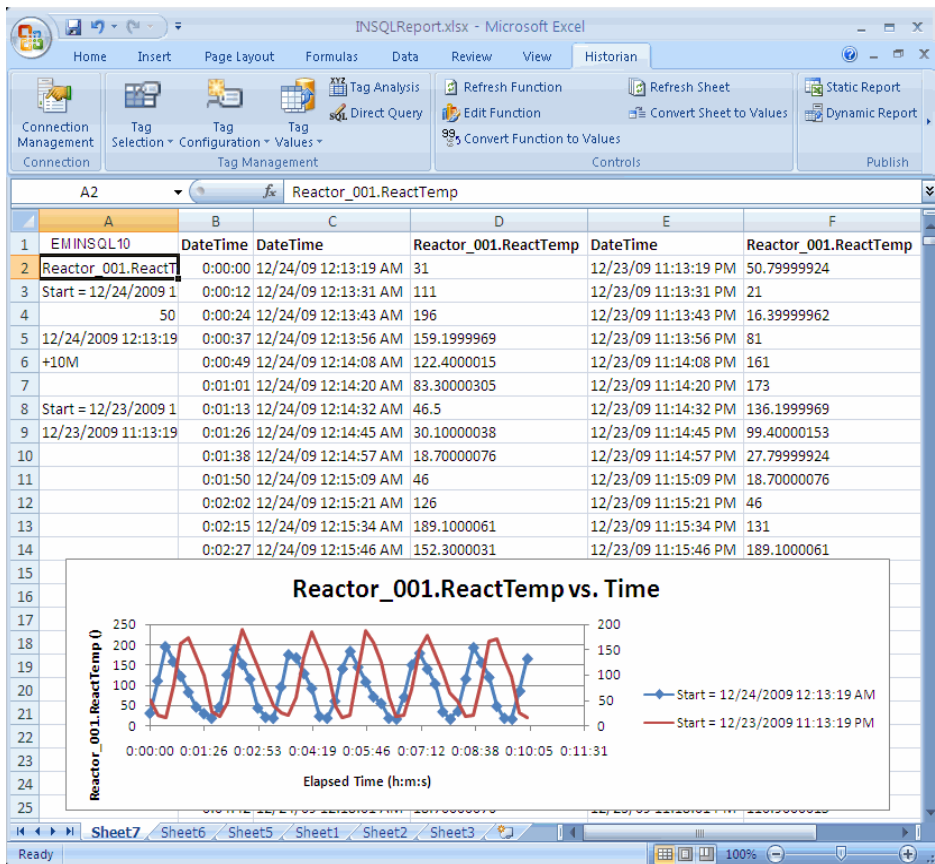 INSQLReport.xlsx - Microsoft Excel
Home Insert Page Layout Formulas Data Review View Historian
Connection Management
Tag Selection
Tag Configuration
Tag Values
XYZ Tag Analysis
SQL Direct Query
Refresh Function
Edit Function
99 Convert Function to Values
Refresh Sheet
Convert Sheet to Values
Static Report
Dynamic Report
Connection Tag Management Controls Publish
A2 fx Reactor_001.ReactTemp
A B C D E F
1 EMINSQL10 DateTime DateTime Reactor_001.ReactTemp DateTime Reactor_001.ReactTemp
2 Reactor_001.ReactT 0:00:00 12/24/09 12:13:19 AM 31 12/23/09 11:13:19 PM 50.79999924
3 Start = 12/24/2009 1 0:00:12 12/24/09 12:13:31 AM 111 12/23/09 11:13:31 PM 21
4 50 0:00:24 12/24/09 12:13:43 AM 196 12/23/09 11:13:43 PM 16.39999962
5 12/24/2009 12:13:19 0:00:37 12/24/09 12:13:56 AM 159.1999969 12/23/09 11:13:56 PM 81
6 +10M 0:00:49 12/24/09 12:14:08 AM 122.4000015 12/23/09 11:14:08 PM 161
7 0:01:01 12/24/09 12:14:20 AM 83.30000305 12/23/09 11:14:20 PM 173
8 Start = 12/23/2009 1 0:01:13 12/24/09 12:14:32 AM 46.5 12/23/09 11:14:32 PM 136.1999969
9 12/23/2009 11:13:19 0:01:26 12/24/09 12:14:45 AM 30.10000038 12/23/09 11:14:45 PM 99.40000153
10 0:01:38 12/24/09 12:14:57 AM 18.70000076 12/23/09 11:14:57 PM 27.79999924
11 0:01:50 12/24/09 12:15:09 AM 46 12/23/09 11:15:09 PM 18.70000076
12 0:02:02 12/24/09 12:15:21 AM 126 12/23/09 11:15:21 PM 46
13 0:02:15 12/24/09 12:15:34 AM 189.1000061 12/23/09 11:15:34 PM 131
14 0:02:27 12/24/09 12:15:46 AM 152.3000031 12/23/09 11:15:46 PM 189.1000061
15
16
17
18
19
20
21
22
23
24
25
Reactor_001.ReactTemp vs. Time
Reactor_001.ReactTemp ()
250
200
150
100
50
0
200
150
100
50
0
0:00:00 0:01:26 0:02:53 0:04:19 0:05:46 0:07:12 0:08:38 0:10:05 0:11:31
Elapsed Time (h:m:s)
Start = 12/24/2009 12:13:19 AM
Start = 12/23/2009 11:13:19 PM
Sheet7 Sheet6 Sheet5 Sheet1 Sheet2 Sheet3
Ready 100%